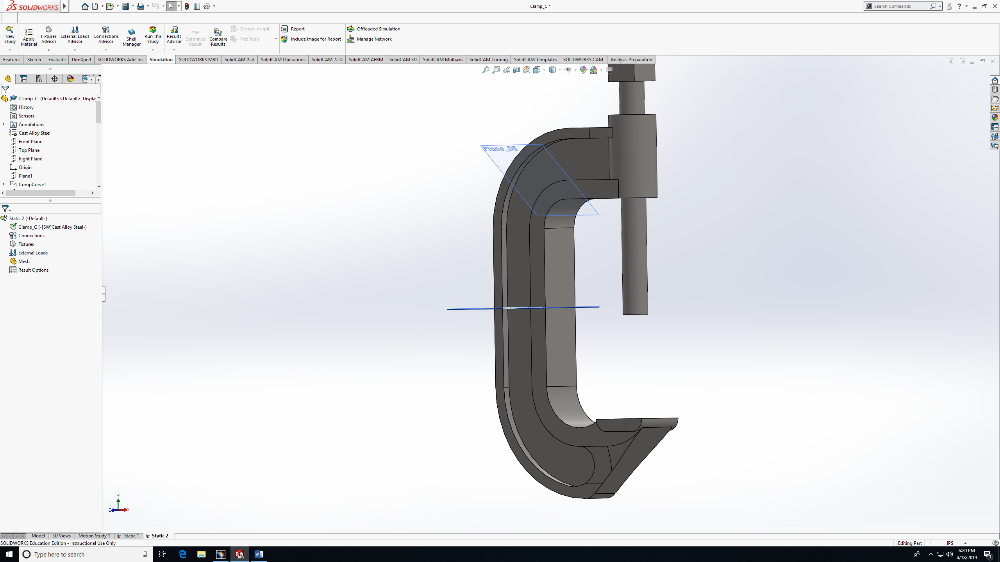 SOLIDWORKS
Clamp_C *
Search Commands
New Study
Apply Material
Fixtures Advisor
External Loads Advisor
Connections Advisor
Shell Manager
Run This Study
Results Advisor
Deformed Result
Compare Results
Design Insight
Plot Tools
Report
Include Image for Report
Offloaded Simulation
Manage Network
Features Sketch Evaluate DimXpert SOLIDWORKS Add-Ins Simulation SOLIDWORKS MBD SolidCAM Part SolidCAM Operations SolidCAM 2.5D SolidCAM AFRM SolidCAM 3D SolidCAM Multiaxis SolidCAM Turning SolidCAM Templates SOLIDWORKS CAM Analysis Preparation
Clamp_C (Default<<Default>_Displa
History
Sensors
Annotations
Cast Alloy Steel
Front Plane
Top Plane
Right Plane
Origin
Plane1
CompCurve1
Static 2 (-Default-)
Clamp_C (-[SW]Cast Alloy Steel-)
Connections
Fixtures
External Loads
Mesh
Result Options
Plane_DE
Y
Z X
Model 3D Views Motion Study 1 Static 1 Static 2
SOLIDWORKS Education Edition - Instructional Use Only
Editing Part
IPS
Type here to search
SW 2018
6:20 PM
4/18/2019
1